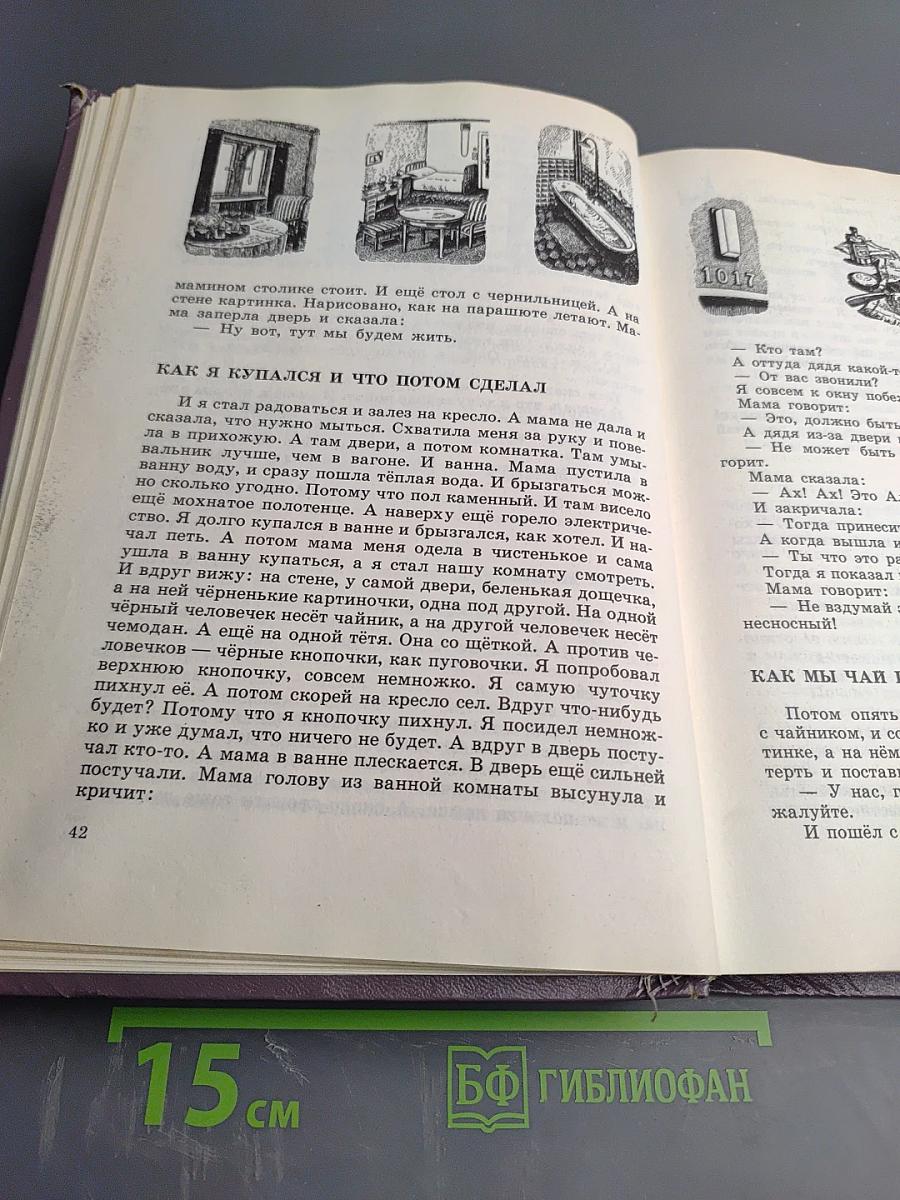 мамином столике стоит. И ещё стол с чернильницей. А на
стене картинка. Нарисовано, как на парашюте летают. Ма-
ма заперла дверь и сказала:
— Ну вот, тут мы будем жить.
КАК Я КУПАЛСЯ И ЧТО ПОТОМ СДЕЛАЛ
И я стал радоваться и залез на кресло. А мама не дала и
сказала, что нужно мыться. Схватила меня за руку и пове-
ла в прихожую. А там двери, а потом комнатка. Там умы-
вальник лучше, чем в вагоне. И ванна. Мама пустила в
ванну воду, и сразу пошла тёплая вода. И брызгаться мож-
но сколько угодно. Потому что пол каменный. И там висело
ещё мохнатое полотенце. А наверху ещё горело электриче-
ство. Я долго купался в ванне и брызгался, как хотел. И на-
чал петь. А потом мама меня одела в чистенькое и сама
ушла в ванну купаться, а я стал нашу комнату смотреть.
И вдруг вижу: на стене, у самой двери, беленькая дощечка,
а на ней чёрненькие картиночки, одна под другой. На одной
чёрный человечек несёт чайник, а на другой человечек несёт
чемодан. А ещё на одной тётя. Она со щёткой. А против че-
ловечков — чёрные кнопочки, как пуговочки. Я попробовал
верхнюю кнопочку, совсем немножко. Я самую чуточку
пихнул её. А потом скорей на кресло сел. Вдруг что-нибудь
будет? Потому что я кнопочку пихнул. Я посидел немнож-
ко и уже думал, что ничего не будет. А вдруг в дверь посту-
чал кто-то. А мама в ванне плескается. В дверь ещё сильней
постучали. Мама голову из ванной комнаты высунула и
кричит:
42
1017
— Кто там?
А оттуда дядя какой-т
— От вас звонили?
Я совсем к окну побе
Мама говорит:
— Это, должно быть
А дядя из-за двери
— Не может быть
горит.
Мама сказала:
— Ах! Ах! Это Ал
И закричала:
— Тогда принесит
А когда вышла и
— Ты что это ра
Тогда я показал
Мама говорит:
— Не вздумай
несносный!
КАК МЫ ЧАЙ
Потом опять
с чайником, и со
тинке, а на нём
терть и постави
— У нас, г
жалуйте.
И пошёл с
15 см
БФ ГИБЛИОФАН